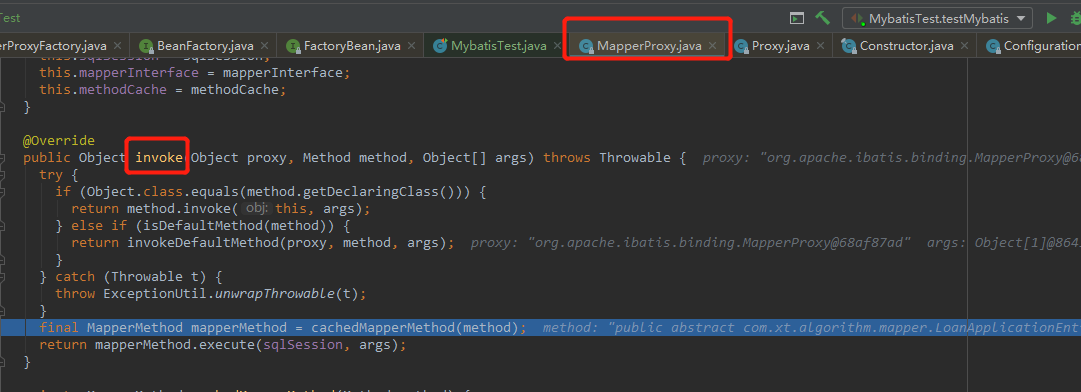 Test
MybatisTest.testMybatis
erProxyFactory.java × BeanFactory.java × FactoryBean.java × MybatisTest.java × MapperProxy.java × Proxy.java × Constructor.java × Configuration
this.sqlSession = sqlSession;
this.mapperInterface = mapperInterface;
this.methodCache = methodCache;
}
@Override
public Object invoke(Object proxy, Method method, Object[] args) throws Throwable { proxy: "org.apache.ibatis.binding.MapperProxy@68
try {
if (Object.class.equals(method.getDeclaringClass())) {
return method.invoke( obj: this, args);
} else if (isDefaultMethod(method)) {
return invokeDefaultMethod(proxy, method, args); proxy: "org.apache.ibatis.binding.MapperProxy@68af87ad" args: Object[1]@864
}
} catch (Throwable t) {
throw ExceptionUtil.unwrapThrowable(t);
}
final MapperMethod mapperMethod = cachedMapperMethod(method); method: "public abstract com.xt.algorithm.mapper.LoanApplicationEnt
return mapperMethod.execute(sqlSession, args);
}